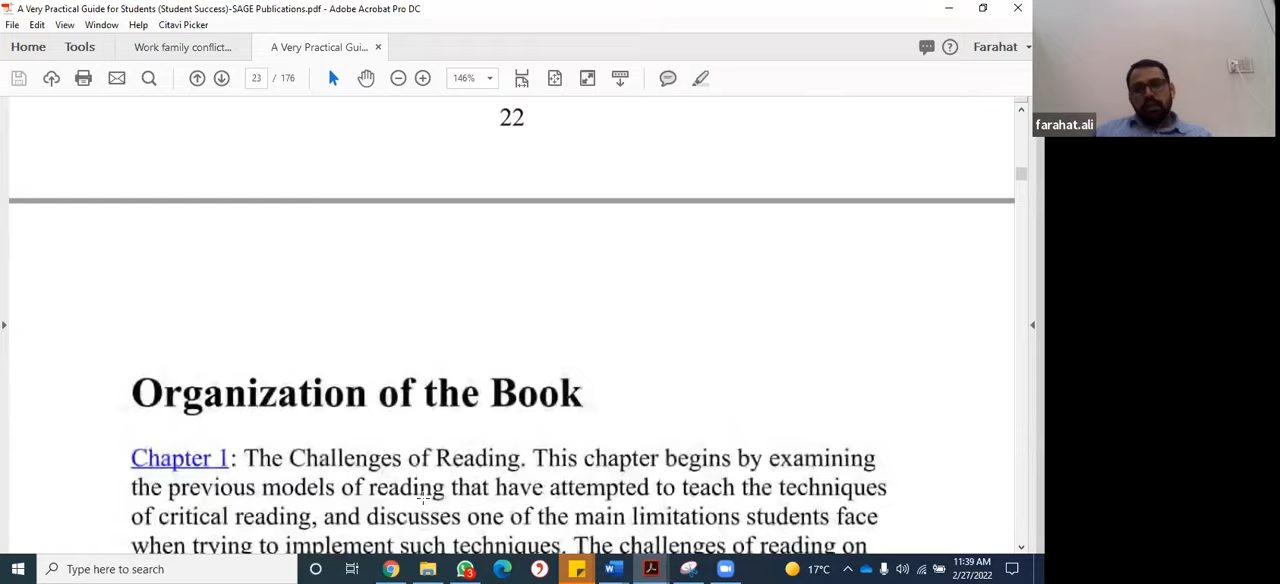 A Very Practical Guide for Students (Student Success)-SAGE Publications.pdf - Adobe Acrobat Pro DC
File Edit View Window Help Citavi Picker
Home Tools Work family conflict... A Very Practical Gui... × Farahat
23 / 176 146%
farahat.ali
22
Organization of the Book
Chapter 1: The Challenges of Reading. This chapter begins by examining
the previous models of reading that have attempted to teach the techniques
of critical reading, and discusses one of the main limitations students face
when trying to implement such techniques. The challenges of reading on
Type here to search 3 17°C 11:39 AM
2/27/2022